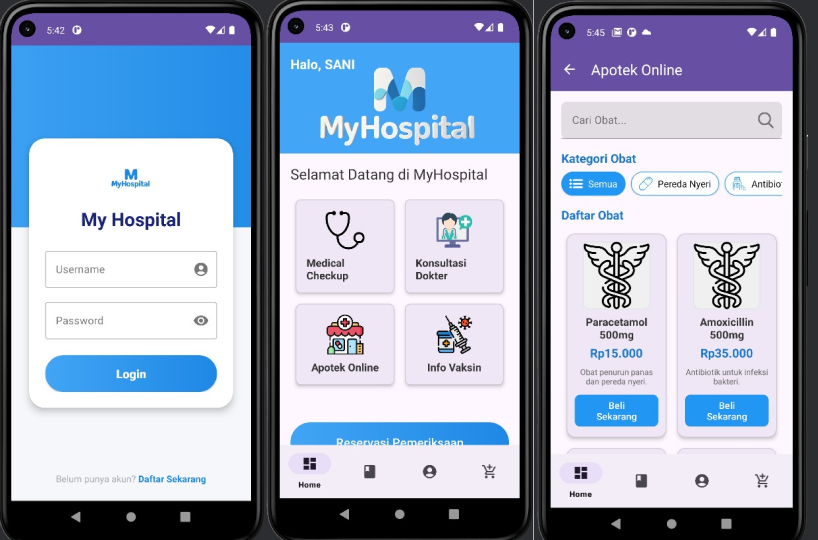 5:42
MyHospital
My Hospital
Username
Password
Login
Belum punya akun? Daftar Sekarang
5:43
Halo, SANI
MyHospital
Selamat Datang di MyHospital
Medical
Checkup
Konsultasi
Dokter
Apotek Online
Info Vaksin
Reservasi Pemeriksaan
Home
5:45
Apotek Online
Cari Obat...
Kategori Obat
Semua
Pereda Nyeri
Antibio
Daftar Obat
Paracetamol
500mg
Rp15.000
Obat penurun panas
dan pereda nyeri.
Beli
Sekarang
Amoxicillin
500mg
Rp35.000
Antibiotik untuk infeksi
bakteri.
Beli
Sekarang
Home